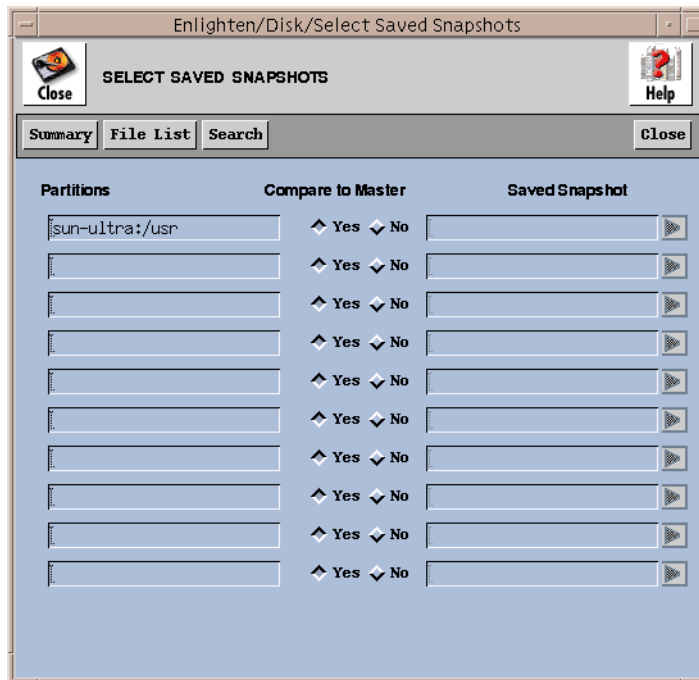 Enlighten/Disk/Select Saved Snapshots
Close
SELECT SAVED SNAPSHOTS
Help
Summary File List Search Close
Partitions Compare to Master Saved Snapshot
sun-ultra:/usr Yes No
Yes No
Yes No
Yes No
Yes No
Yes No
Yes No
Yes No
Yes No
Yes No